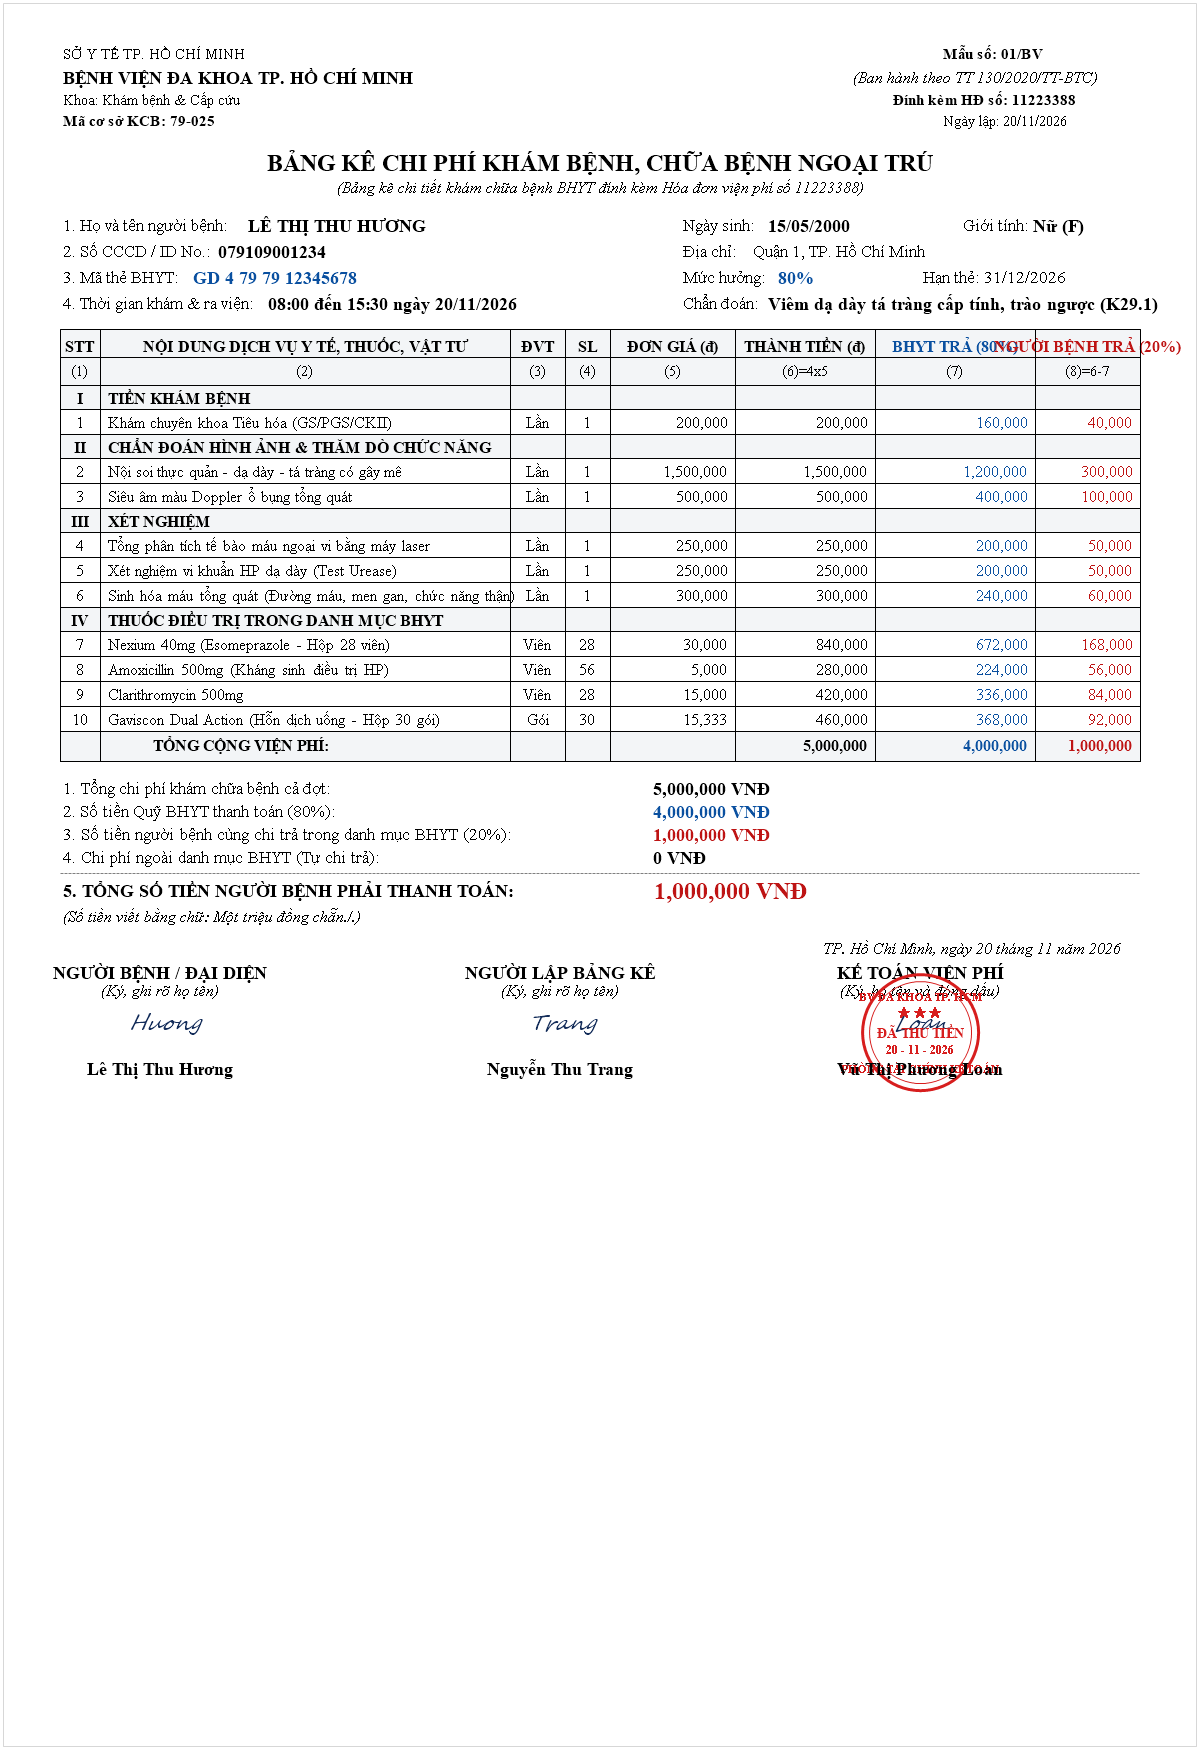 SỞ Y TẾ TP. HỒ CHÍ MINH
BỆNH VIỆN ĐA KHOA TP. HỒ CHÍ MINH
Khoa: Khám bệnh & Cấp cứu
Mã cơ sở KCB: 79-025
Mẫu số: 01/BV
(Ban hành theo TT 130/2020/TT-BTC)
Đính kèm HĐ số: 11223388
Ngày lập: 20/11/2026
BẢNG KÊ CHI PHÍ KHÁM BỆNH, CHỮA BỆNH NGOẠI TRÚ
(Bảng kê chi tiết khám chữa bệnh BHYT đính kèm Hóa đơn viện phí số 11223388)
1. Họ và tên người bệnh: LÊ THỊ THU HƯƠNG Ngày sinh: 15/05/2000 Giới tính: Nữ (F)
2. Số CCCD / ID No.: 079109001234 Địa chỉ: Quận 1, TP. Hồ Chí Minh
3. Mã thẻ BHYT: GD 4 79 79 12345678 Mức hưởng: 80% Hạn thẻ: 31/12/2026
4. Thời gian khám & ra viện: 08:00 đến 15:30 ngày 20/11/2026 Chẩn đoán: Viêm dạ dày tá tràng cấp tính, trào ngược (K29.1)
STT NỘI DUNG DỊCH VỤ Y TẾ, THUỐC, VẬT TƯ ĐVT SL ĐƠN GIÁ (đ) THÀNH TIỀN (đ) BHYT TRẢ (80%) NGƯỜI BỆNH TRẢ (20%)
(1) (2) (3) (4) (5) (6)=4x5 (7) (8)=6-7
I TIỀN KHÁM BỆNH
1 Khám chuyên khoa Tiêu hóa (GS/PGS/CKII) Lần 1 200,000 200,000 160,000 40,000
II CHẨN ĐOÁN HÌNH ẢNH & THĂM DÒ CHỨC NĂNG
2 Nội soi thực quản - dạ dày - tá tràng có gây mê Lần 1 1,500,000 1,500,000 1,200,000 300,000
3 Siêu âm màu Doppler ổ bụng tổng quát Lần 1 500,000 500,000 400,000 100,000
III XÉT NGHIỆM
4 Tổng phân tích tế bào máu ngoại vi bằng máy laser Lần 1 250,000 250,000 200,000 50,000
5 Xét nghiệm vi khuẩn HP dạ dày (Test Urease) Lần 1 250,000 250,000 200,000 50,000
6 Sinh hóa máu tổng quát (Đường máu, men gan, chức năng thận) Lần 1 300,000 300,000 240,000 60,000
IV THUỐC ĐIỀU TRỊ TRONG DANH MỤC BHYT
7 Nexium 40mg (Esomeprazole - Hộp 28 viên) Viên 28 30,000 840,000 672,000 168,000
8 Amoxicillin 500mg (Kháng sinh điều trị HP) Viên 56 5,000 280,000 224,000 56,000
9 Clarithromycin 500mg Viên 28 15,000 420,000 336,000 84,000
10 Gaviscon Dual Action (Hỗn dịch uống - Hộp 30 gói) Gói 30 15,333 460,000 368,000 92,000
TỔNG CỘNG VIỆN PHÍ: 5,000,000 4,000,000 1,000,000
1. Tổng chi phí khám chữa bệnh cả đợt: 5,000,000 VNĐ
2. Số tiền Quỹ BHYT thanh toán (80%): 4,000,000 VNĐ
3. Số tiền người bệnh cùng chi trả trong danh mục BHYT (20%): 1,000,000 VNĐ
4. Chi phí ngoài danh mục BHYT (Tự chi trả): 0 VNĐ
5. TỔNG SỐ TIỀN NGƯỜI BỆNH PHẢI THANH TOÁN: 1,000,000 VNĐ
(Số tiền viết bằng chữ: Một triệu đồng chẵn./.)
TP. Hồ Chí Minh, ngày 20 tháng 11 năm 2026
NGƯỜI BỆNH / ĐẠI DIỆN NGƯỜI LẬP BẢNG KÊ KẾ TOÁN VIỆN PHÍ
(Ký, ghi rõ họ tên) (Ký, ghi rõ họ tên) (Ký, họ tên và đóng dấu)
BV ĐA KHOA TP. HCM
Huong Trang Loan
ĐÃ THU TIỀN
20 - 11 - 2026
Lê Thị Thu Hương Nguyễn Thu Trang Vũ Thị Phương Loan